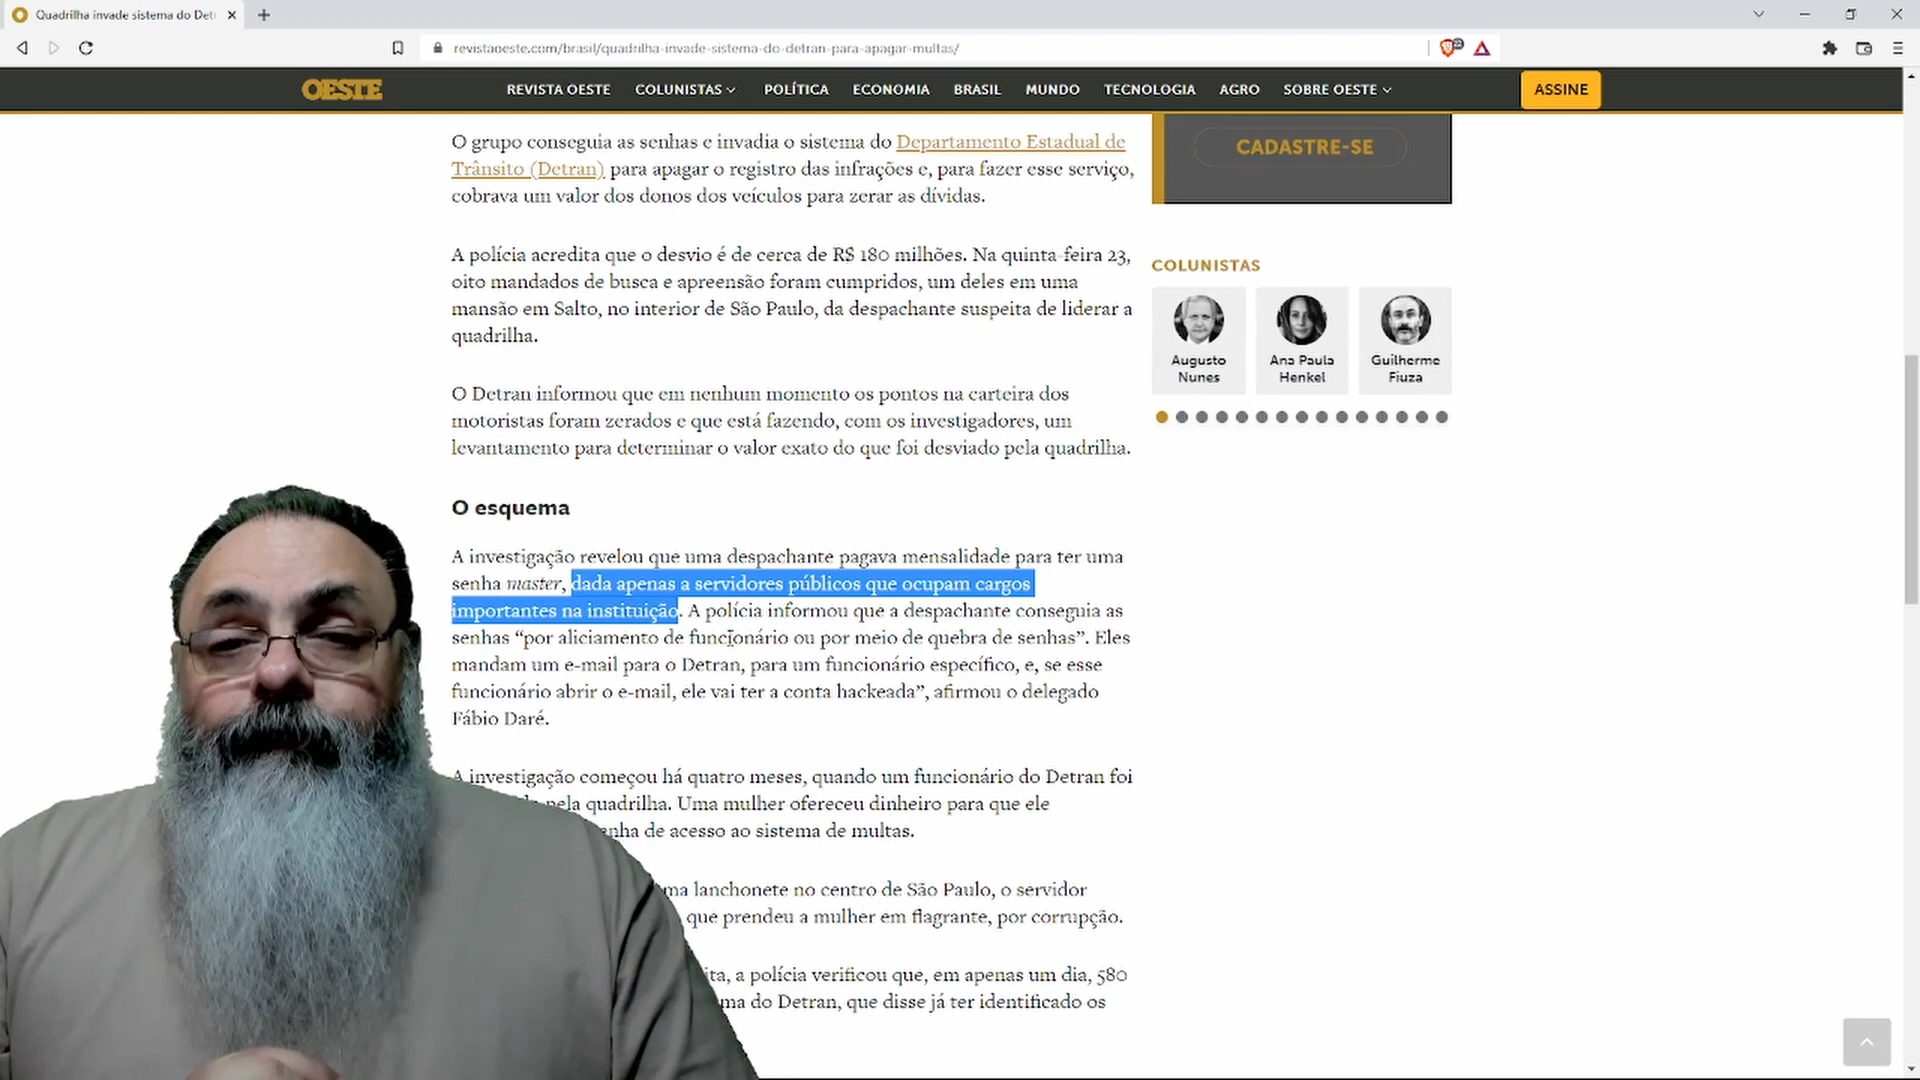 Quadrilha invade sistema do Det
revistaoeste.com/brasil/quadrilha-invade-sistema-do-detran-para-apagar-multas/
OESTE
REVISTA OESTE COLUNISTAS POLÍTICA ECONOMIA BRASIL MUNDO TECNOLOGIA AGRO SOBRE OESTE ASSINE
O grupo conseguia as senhas e invadia o sistema do Departamento Estadual de
Trânsito (Detran) para apagar o registro das infrações e, para fazer esse serviço,
cobrava um valor dos donos dos veículos para zerar as dívidas.
A polícia acredita que o desvio é de cerca de R$ 180 milhões. Na quinta-feira 23,
oito mandados de busca e apreensão foram cumpridos, um deles em uma
mansão em Salto, no interior de São Paulo, da despachante suspeita de liderar a
quadrilha.
O Detran informou que em nenhum momento os pontos na carteira dos
motoristas foram zerados e que está fazendo, com os investigadores, um
levantamento para determinar o valor exato do que foi desviado pela quadrilha.
O esquema
A investigação revelou que uma despachante pagava mensalidade para ter uma
senha master, dada apenas a servidores públicos que ocupam cargos
importantes na instituição. A polícia informou que a despachante conseguia as
senhas “por aliciamento de funcionário ou por meio de quebra de senhas”. Eles
mandam um e-mail para o Detran, para um funcionário específico, e, se esse
funcionário abrir o e-mail, ele vai ter a conta hackeada”, afirmou o delegado
Fábio Daré.
A investigação começou há quatro meses, quando um funcionário do Detran foi
pela quadrilha. Uma mulher ofereceu dinheiro para que ele
de acesso ao sistema de multas.
lanchonete no centro de São Paulo, o servidor
que prendeu a mulher em flagrante, por corrupção.
a polícia verificou que, em apenas um dia, 580
do Detran, que disse já ter identificado os
CADASTRE-SE
COLUNISTAS
Augusto
Nunes
Ana Paula
Henkel
Guilherme
Fiuza